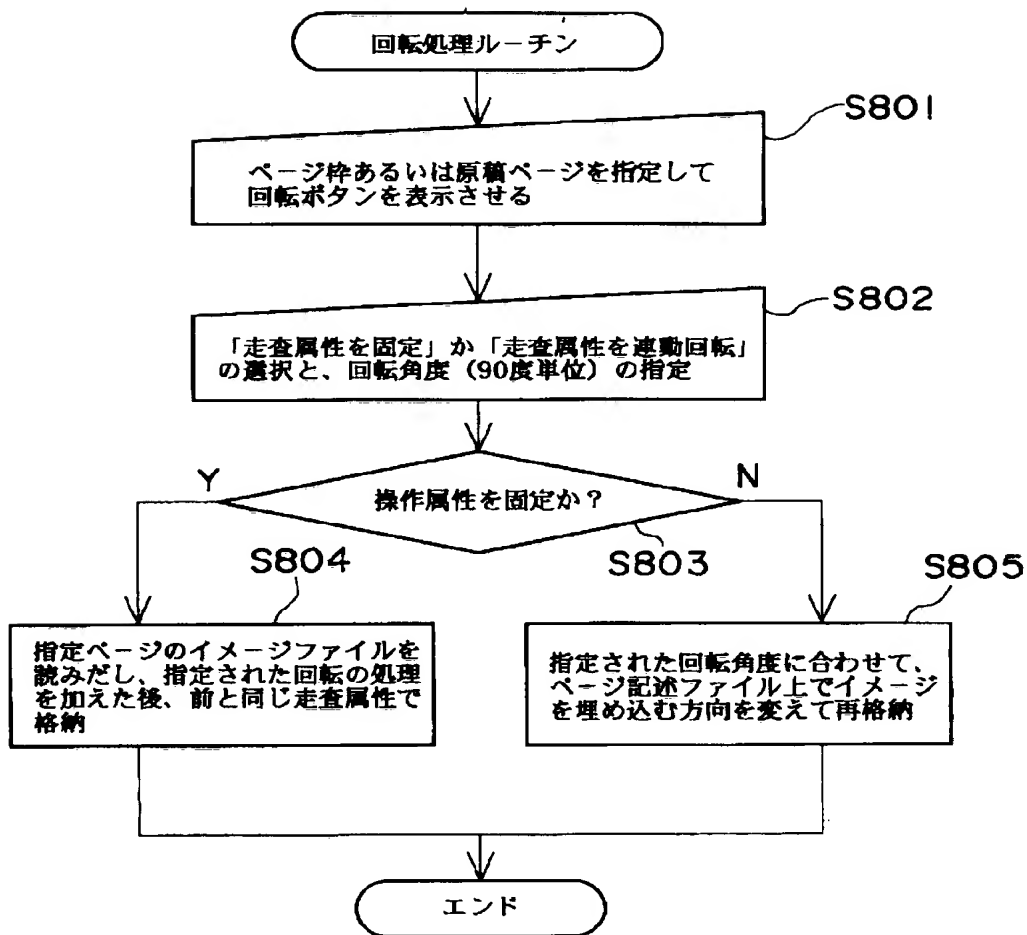 回転処理ルーチン
S801
ページ枠あるいは原稿ページを指定して
回転ボタンを表示させる
S802
「走査属性を固定」か「走査属性を連動回転」
の選択と、回転角度（90度単位）の指定
Y
N
操作属性を固定か？
S803
S804
S805
指定ページのイメージファイルを
読みだし、指定された回転の処理
を加えた後、前と同じ走査属性で
格納
指定された回転角度に合わせて、
ページ記述ファイル上でイメージ
を埋め込む方向を変えて再格納
エンド